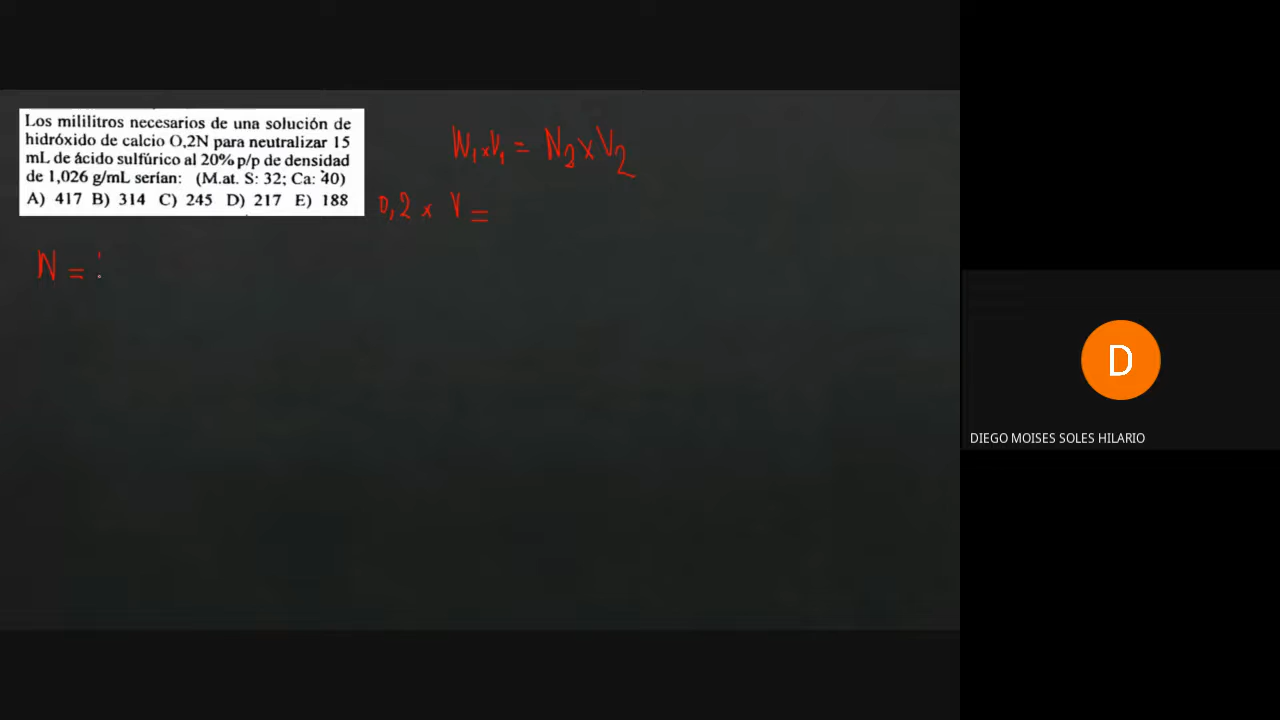 Los mililitros necesarios de una solución de
hidróxido de calcio O,2N para neutralizar 15
mL de ácido sulfúrico al 20% p/p de densidad
de 1,026 g/mL serían: (M.at. S: 32; Ca: 40)
A) 417 B) 314 C) 245 D) 217 E) 188
N₁ x V₁ = N₂ x V₂
0,2 x V =
N =
D
DIEGO MOISES SOLES HILARIO